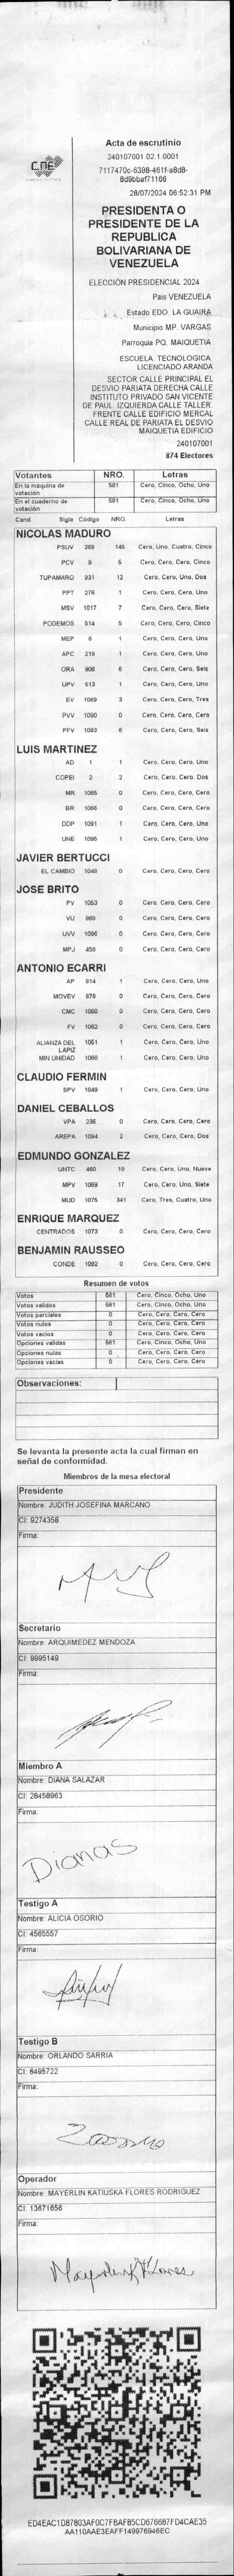 CNE
Acta de escrutinio
240107001.02.1.0001
7117470c-6398-461f-a8d8-
8d9bbaf71166
28/07/2024 06:52:31 PM
PRESIDENTA O
PRESIDENTE DE LA
REPUBLICA
BOLIVARIANA DE
VENEZUELA
ELECCIÓN PRESIDENCIAL 2024
Pais VENEZUELA
Estado EDO. LA GUAIRA
Municipio MP. VARGAS
Parroquia PQ. MAIQUETIA
ESCUELA TECNOLOGICA
LICENCIADO ARANDA
SECTOR CALLE PRINCIPAL EL
DESVIO PARIATA DERECHA CALLE
INSTITUTO PRIVADO SAN VICENTE
DE PAUL. IZQUIERDA CALLE TALLER.
FRENTE CALLE EDIFICIO MERCAL
CALLE REAL DE PARIATA EL DESVIO
MAIQUETIA EDIFICIO
240107001
874 Electores
Votantes NRO. Letras
En la máquina de votación 581 Cero, Cinco, Ocho, Uno
En el cuaderno de votación 581 Cero, Cinco, Ocho, Uno
Cand. Sigla Código NRO. Letras
NICOLAS MADURO
PSUV 269 145 Cero, Uno, Cuatro, Cinco
PCV 9 5 Cero, Cero, Cero, Cinco
TUPAMARO 931 12 Cero, Cero, Uno, Dos
PPT 276 1 Cero, Cero, Cero, Uno
MSV 1017 7 Cero, Cero, Cero, Siete
PODEMOS 514 5 Cero, Cero, Cero, Cinco
MEP 6 1 Cero, Cero, Cero, Uno
APC 219 1 Cero, Cero, Cero, Uno
ORA 906 6 Cero, Cero, Cero, Seis
UPV 513 1 Cero, Cero, Cero, Uno
EV 1089 3 Cero, Cero, Cero, Tres
PVV 1090 0 Cero, Cero, Cero, Cero
PFV 1093 6 Cero, Cero, Cero, Seis
LUIS MARTINEZ
AD 1 1 Cero, Cero, Cero, Uno
COPEI 2 2 Cero, Cero, Cero, Dos
MR 1065 0 Cero, Cero, Cero, Cero
BR 1066 0 Cero, Cero, Cero, Cero
DDP 1091 1 Cero, Cero, Cero, Uno
UNE 1095 1 Cero, Cero, Cero, Uno
JAVIER BERTUCCI
EL CAMBIO 1048 0 Cero, Cero, Cero, Cero
JOSE BRITO
PV 1053 0 Cero, Cero, Cero, Cero
VU 969 0 Cero, Cero, Cero, Cero
UVV 1096 0 Cero, Cero, Cero, Cero
MPJ 458 0 Cero, Cero, Cero, Cero
ANTONIO ECARRI
AP 814 1 Cero, Cero, Cero, Uno
MOVEV 979 0 Cero, Cero, Cero, Cero
CMC 1050 0 Cero, Cero, Cero, Cero
FV 1062 0 Cero, Cero, Cero, Cero
ALIANZA DEL LAPIZ 1051 1 Cero, Cero, Cero, Uno
MIN UNIDAD 1068 1 Cero, Cero, Cero, Uno
CLAUDIO FERMIN
SPV 1049 1 Cero, Cero, Cero, Uno
DANIEL CEBALLOS
VPA 236 0 Cero, Cero, Cero, Cero
AREPA 1094 2 Cero, Cero, Cero, Dos
EDMUNDO GONZALEZ
UNTC 460 19 Cero, Cero, Uno, Nueve
MPV 1069 17 Cero, Cero, Uno, Siete
MUD 1075 341 Cero, Tres, Cuatro, Uno
ENRIQUE MARQUEZ
CENTRADOS 1073 0 Cero, Cero, Cero, Cero
BENJAMIN RAUSSEO
CONDE 1092 0 Cero, Cero, Cero, Cero
Resumen de votos
Votos 581 Cero, Cinco, Ocho, Uno
Votos validos 581 Cero, Cinco, Ocho, Uno
Votos parciales 0 Cero, Cero, Cero, Cero
Votos nulos 0 Cero, Cero, Cero, Cero
Votos vacios 0 Cero, Cero, Cero, Cero
Opciones validas 581 Cero, Cinco, Ocho, Uno
Opciones nulas 0 Cero, Cero, Cero, Cero
Opciones vacias 0 Cero, Cero, Cero, Cero
Observaciones:
Se levanta la presente acta la cual firman en
señal de conformidad.
Miembros de la mesa electoral
Presidente
Nombre: JUDITH JOSEFINA MARCANO
CI: 9274358
Firma:
Secretario
Nombre: ARQUIMEDEZ MENDOZA
CI: 9995149
Firma:
Miembro A
Nombre: DIANA SALAZAR
CI: 28458963
Firma:
Dianas
Testigo A
Nombre: ALICIA OSORIO
CI: 4565557
Firma:
Testigo B
Nombre: ORLANDO SARRIA
CI: 6495722
Firma:
Operador
Nombre: MAYERLIN KATIUSKA FLORES RODRIGUEZ
CI: 13671656
Firma:
Mayerlin Flores
ED4EAC1D87803AF0C7FBAFB5CD676687FD4CAE35
AA110AAE3EAFF149976946EC